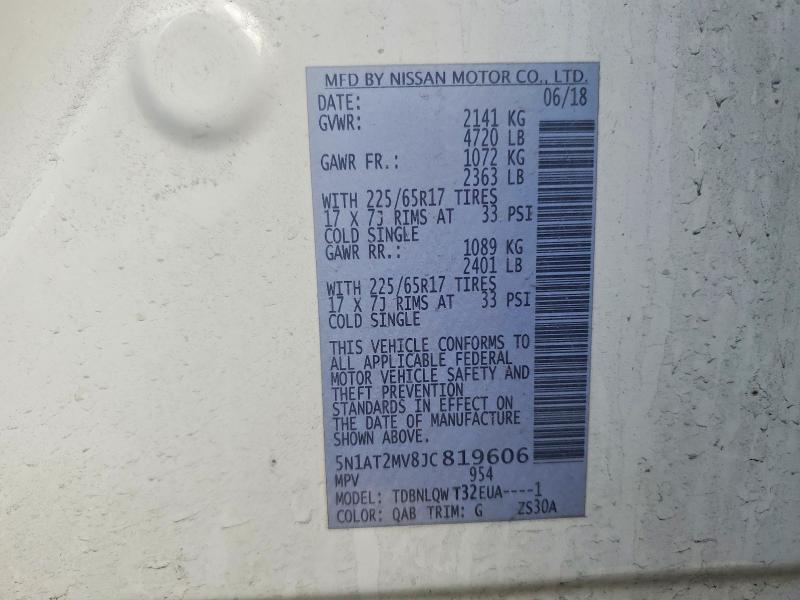 MFD BY NISSAN MOTOR CO., LTD.
DATE: 06/18
GVWR: 2141 KG
4720 LB
GAWR FR.: 1072 KG
2363 LB
WITH 225/65R17 TIRES
17 X 7J RIMS AT 33 PSI
COLD SINGLE
GAWR RR.: 1089 KG
2401 LB
WITH 225/65R17 TIRES
17 X 7J RIMS AT 33 PSI
COLD SINGLE
THIS VEHICLE CONFORMS TO
ALL APPLICABLE FEDERAL
MOTOR VEHICLE SAFETY AND
THEFT PREVENTION
STANDARDS IN EFFECT ON
THE DATE OF MANUFACTURE
SHOWN ABOVE.
5N1AT2MV8JC819606
MPV 954
MODEL: TDBNLQW T32EUA----1
COLOR: QAB TRIM: G ZS30A